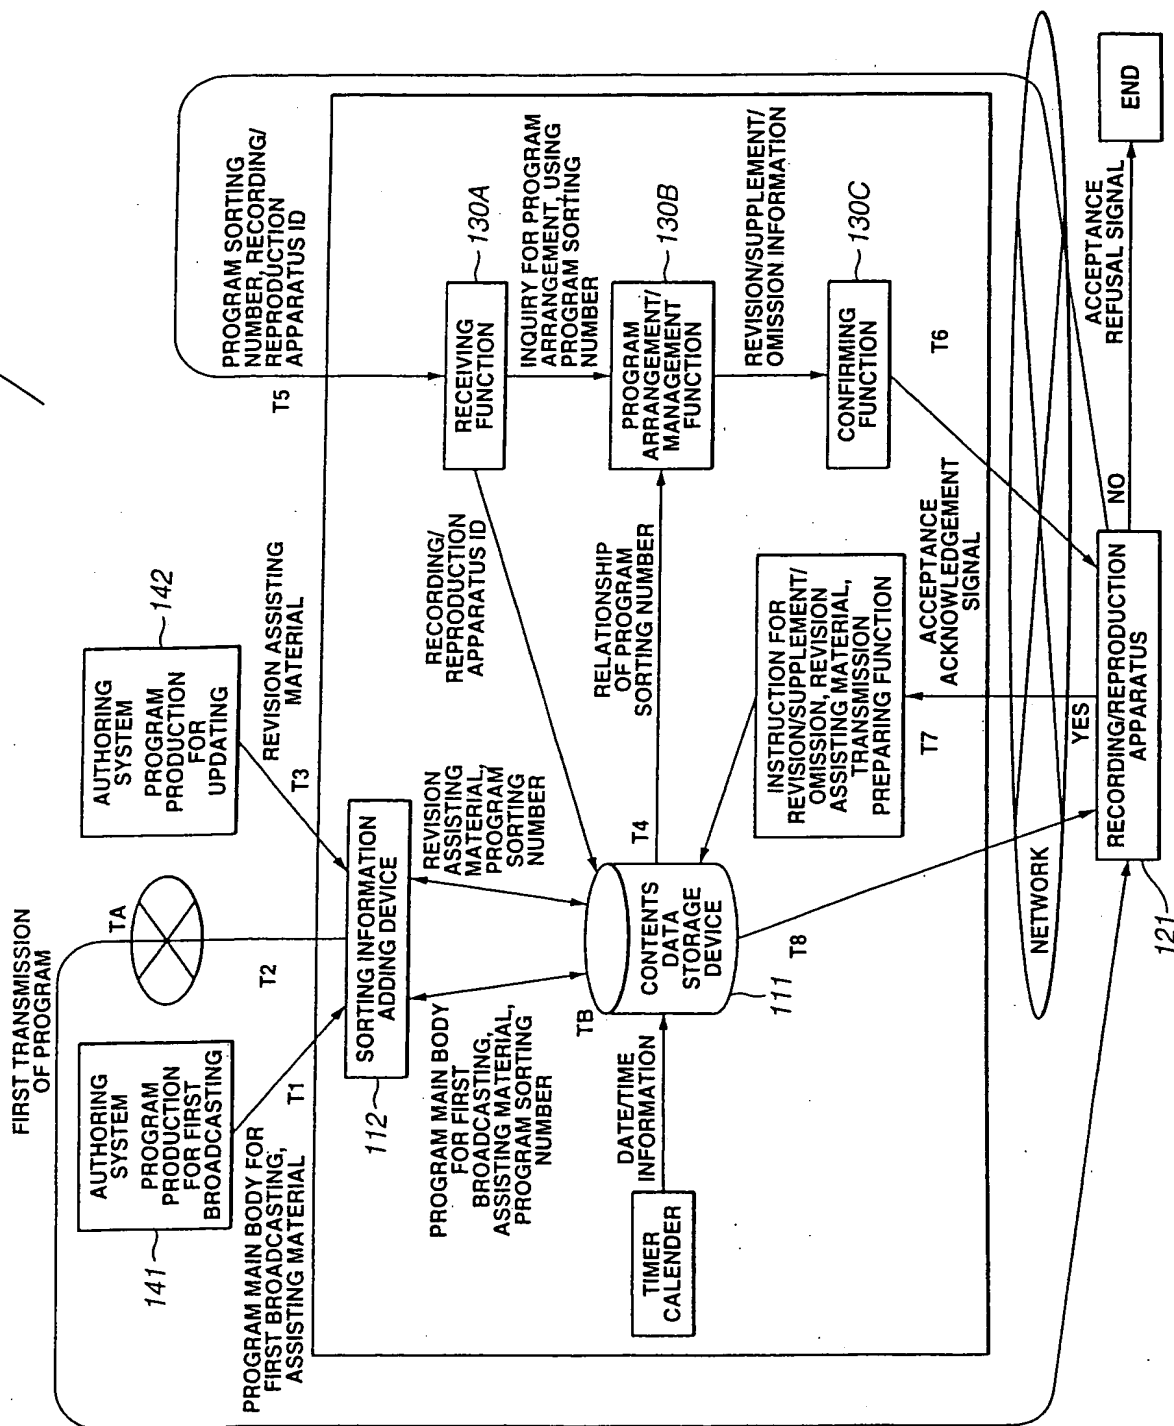 FIRST TRANSMISSION
OF PROGRAM
TA
T2
AUTHORING
SYSTEM
PROGRAM
PRODUCTION
FOR FIRST
BROADCASTING
141
T1
PROGRAM MAIN BODY FOR
FIRST BROADCASTING,
ASSISTING MATERIAL
AUTHORING
SYSTEM
PROGRAM
PRODUCTION
FOR
UPDATING
142
T3
REVISION ASSISTING
MATERIAL
PROGRAM SORTING
NUMBER, RECORDING/
REPRODUCTION
APPARATUS ID
T5
SORTING INFORMATION
ADDING DEVICE
112
PROGRAM MAIN BODY
FOR FIRST
BROADCASTING,
ASSISTING MATERIAL,
PROGRAM SORTING
NUMBER
REVISION
ASSISTING
MATERIAL,
PROGRAM
SORTING
NUMBER
RECORDING/
REPRODUCTION
APPARATUS ID
RECEIVING
FUNCTION
130A
INQUIRY FOR PROGRAM
ARRANGEMENT, USING
PROGRAM SORTING
NUMBER
TIMER
CALENDER
DATE/TIME
INFORMATION
TB
CONTENTS
DATA
STORAGE
DEVICE
111
T4
RELATIONSHIP
OF PROGRAM
SORTING NUMBER
PROGRAM
ARRANGEMENT/
MANAGEMENT
FUNCTION
130B
REVISION/SUPPLEMENT/
OMISSION INFORMATION
T8
INSTRUCTION FOR
REVISION/SUPPLEMENT/
OMISSION, REVISION
ASSISTING MATERIAL,
TRANSMISSION
PREPARING FUNCTION
CONFIRMING
FUNCTION
130C
T7
ACCEPTANCE
ACKNOWLEDGEMENT
SIGNAL
T6
NETWORK
YES
NO
RECORDING/REPRODUCTION
APPARATUS
121
ACCEPTANCE
REFUSAL SIGNAL
END